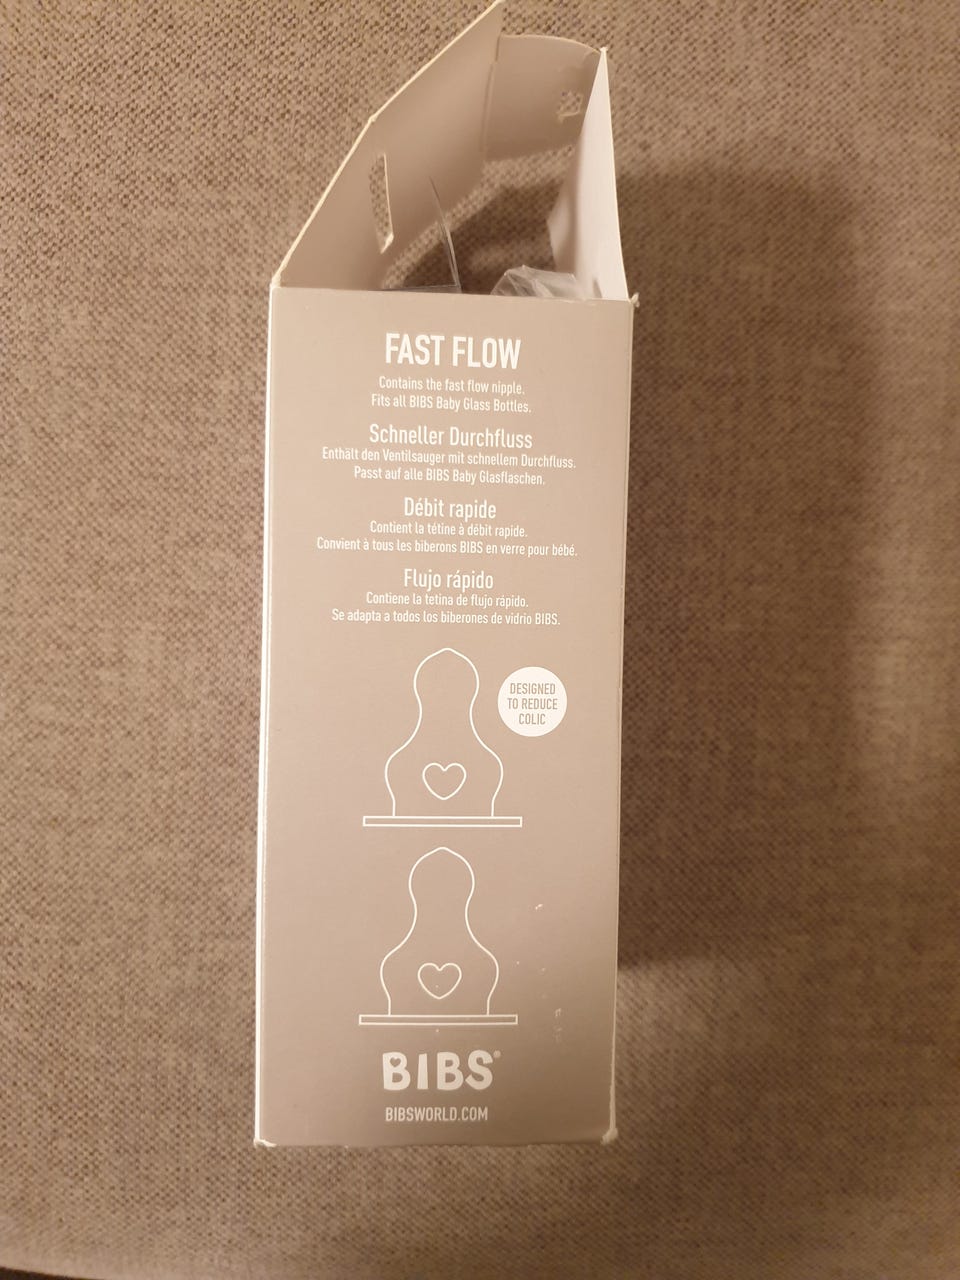 FAST FLOW
Contains the fast flow nipple.
Fits all BIBS Baby Glass Bottles.
Schneller Durchfluss
Enthält den Ventilsauger mit schnellem Durchfluss.
Passt auf alle BIBS Baby Glasflaschen.
Débit rapide
Contient la tétine à débit rapide.
Convient à tous les biberons BIBS en verre pour bébé.
Flujo rápido
Contiene la tetina de flujo rápido.
Se adapta a todos los biberones de vidrio BIBS.
DESIGNED
TO REDUCE
COLIC
BIBS®
BIBSWORLD.COM